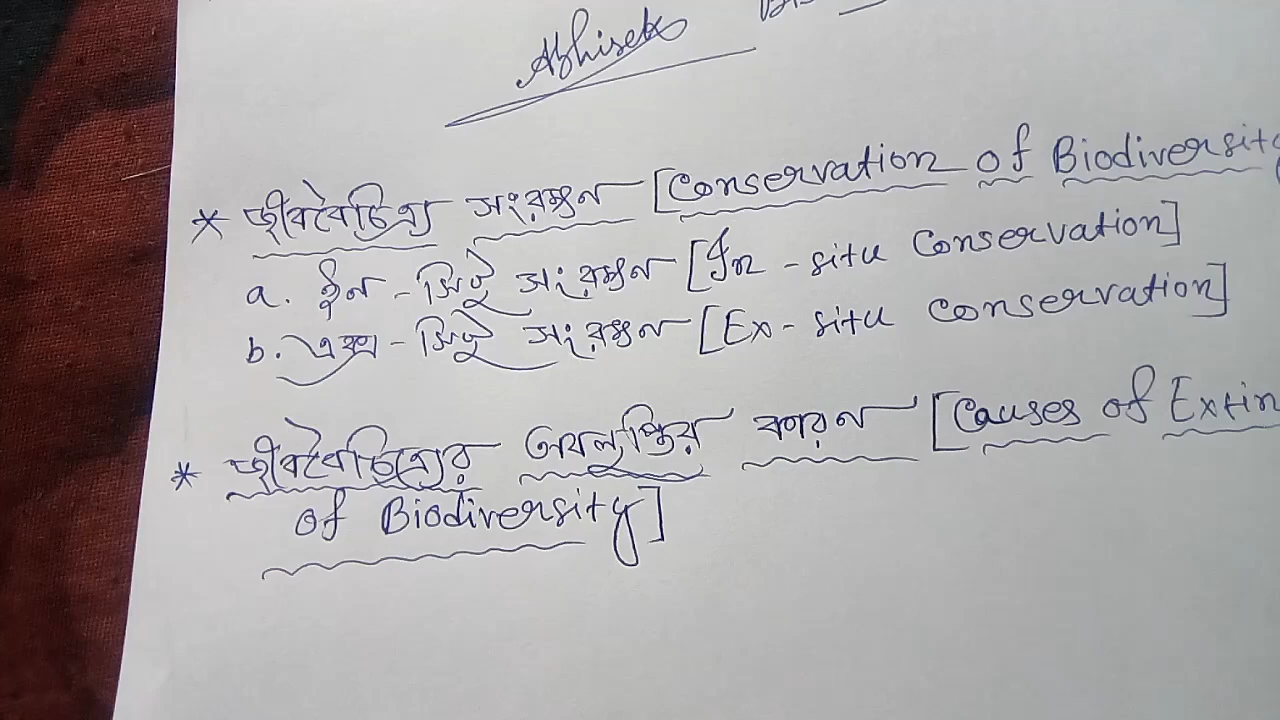 Abhisek
* জীববৈচিত্র্য সংরক্ষণ [Conservation of Biodiversity
a. ইন - সিটু সংরক্ষণ [In - situ Conservation]
b. এক্স - সিটু সংরক্ষণ [Ex - situ conservation]
* জীববৈচিত্র্যের অবলুপ্তির কারণ [Causes of Extin
of Biodiversity]